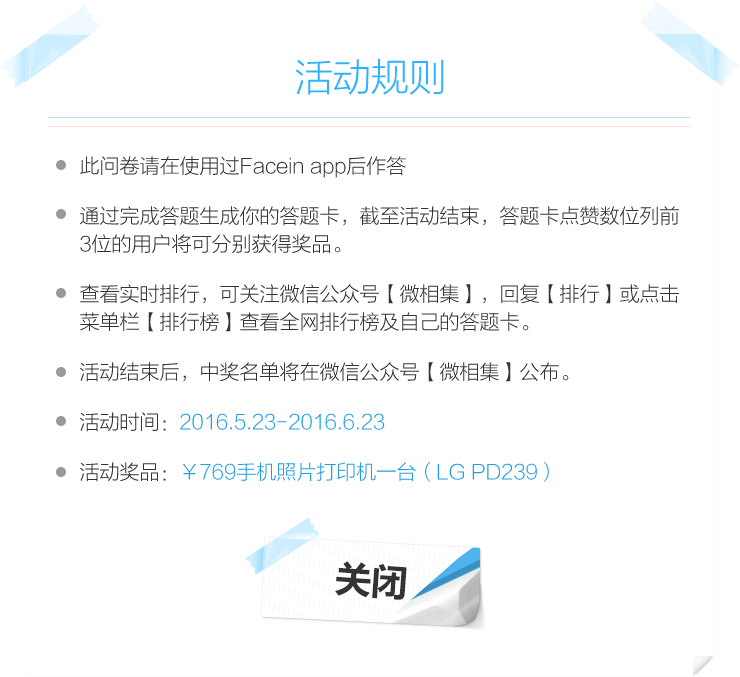 活动规则
此问卷请在使用过Facein app后作答
通过完成答题生成你的答题卡，截至活动结束，答题卡点赞数位列前
3位的用户将可分别获得奖品。
查看实时排行，可关注微信公众号【微相集】，回复【排行】或点击
菜单栏【排行榜】查看全网排行榜及自己的答题卡。
活动结束后，中奖名单将在微信公众号【微相集】公布。
活动时间：2016.5.23-2016.6.23
活动奖品：￥769手机照片打印机一台（LG PD239）
关闭